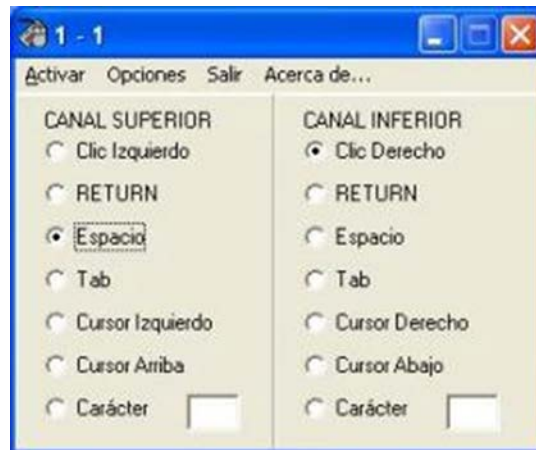 1 - 1
Activar Opciones Salir Acerca de...
CANAL SUPERIOR
Clic Izquierdo
RETURN
Espacio
Tab
Cursor Izquierdo
Cursor Arriba
Carácter
CANAL INFERIOR
Clic Derecho
RETURN
Espacio
Tab
Cursor Derecho
Cursor Abajo
Carácter